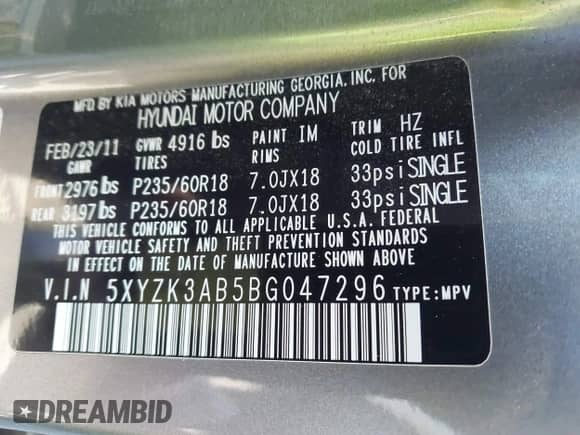 MFD. BY KIA MOTORS MANUFACTURING GEORGIA, INC. FOR
HYUNDAI MOTOR COMPANY
FEB/23/11 GVWR 4916 lbs PAINT IM TRIM HZ
GAWR TIRES RIMS COLD TIRE INFL
FRONT 2976 lbs P235/60R18 7.0JX18 33psi SINGLE
REAR 3197 lbs P235/60R18 7.0JX18 33psi SINGLE
THIS VEHICLE CONFORMS TO ALL APPLICABLE U.S.A. FEDERAL
MOTOR VEHICLE SAFETY AND THEFT PREVENTION STANDARDS
IN EFFECT ON THE DATE OF MANUFACTURE SHOWN ABOVE.
V.I.N 5XYZK3AB5BG047296 TYPE: MPV
DREAMBID